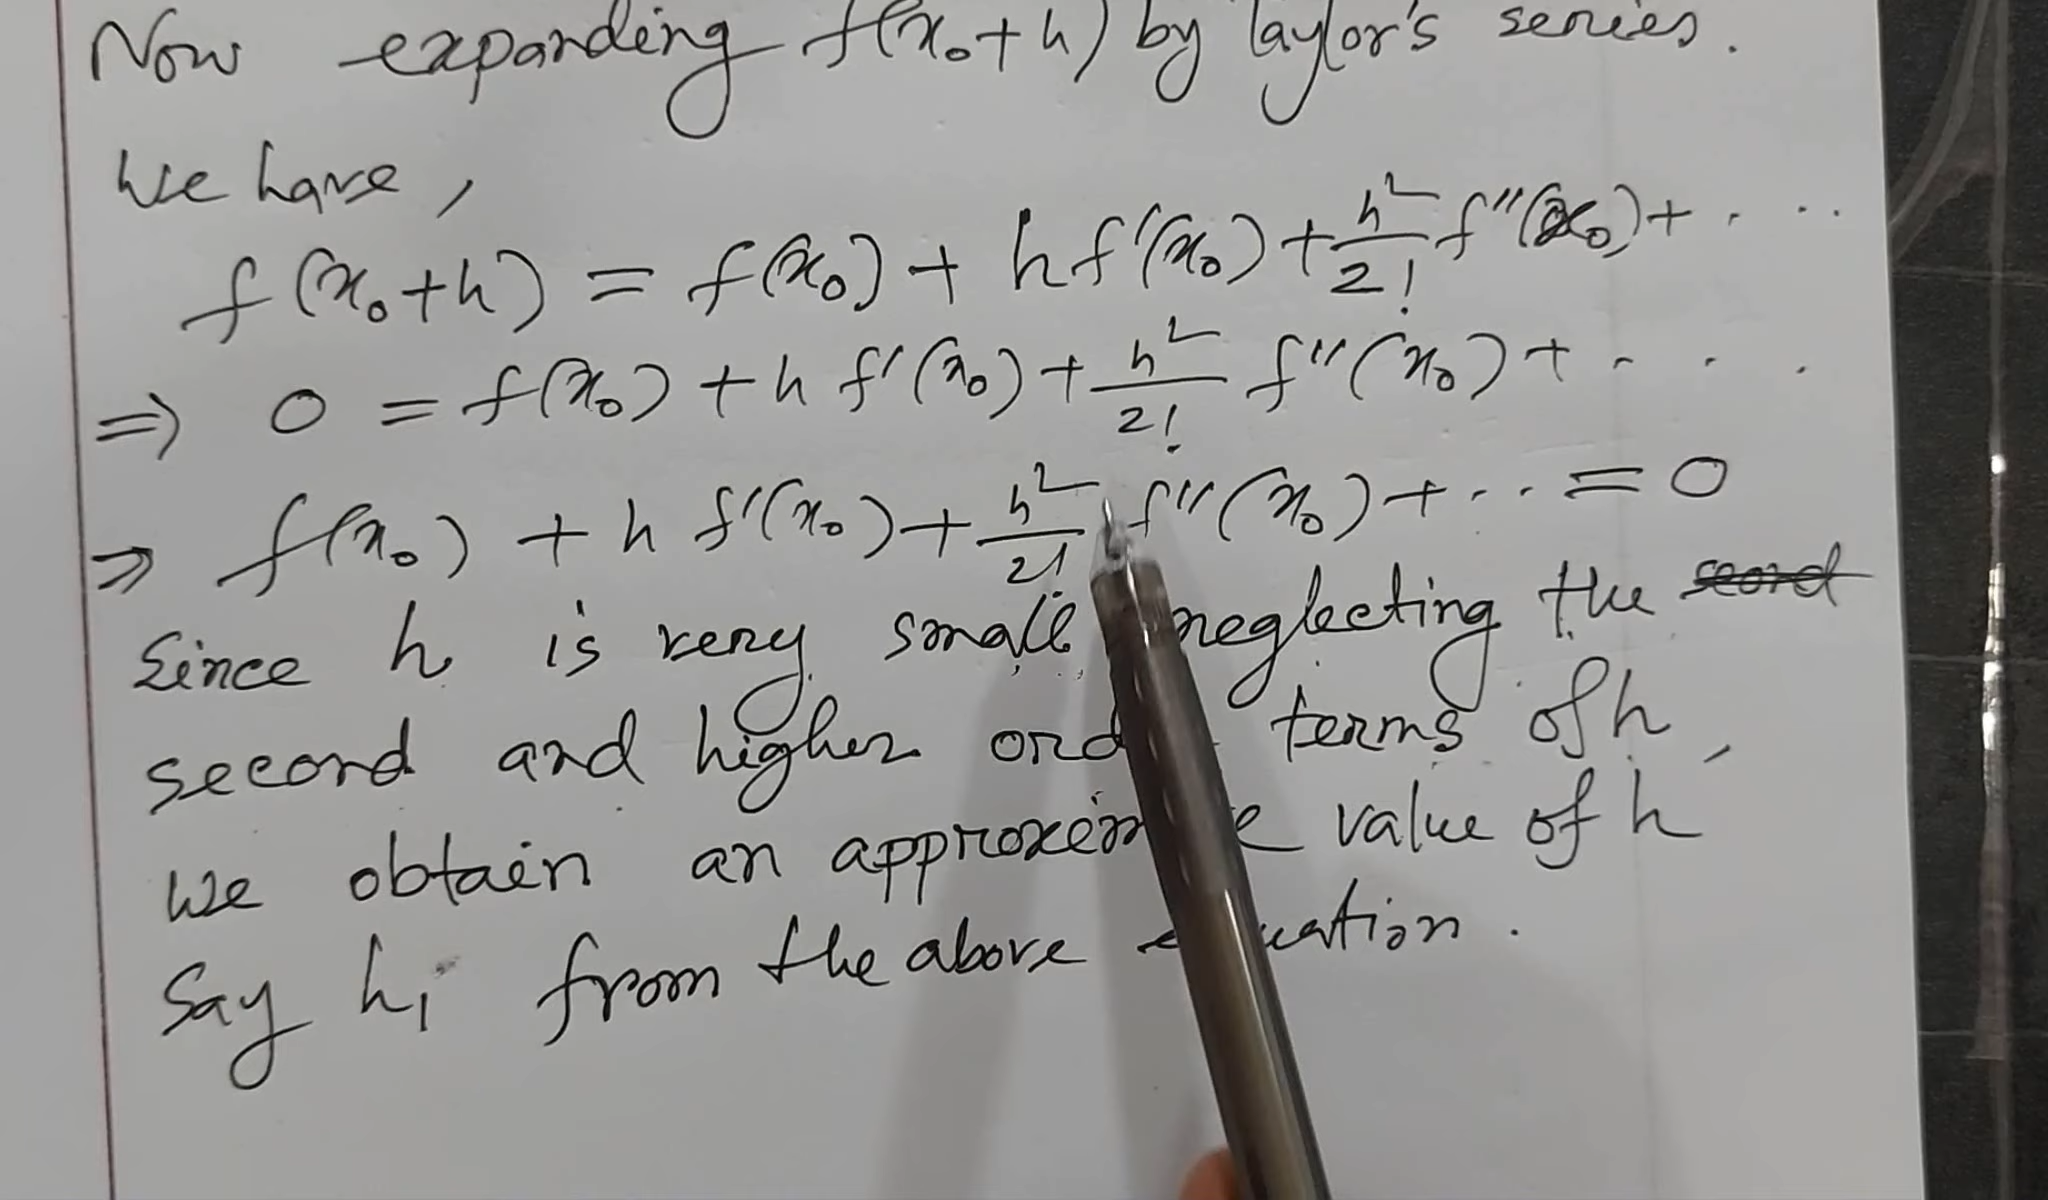 Now expanding f(x₀+h) by Taylor's series.
We have,
f(x₀+h) = f(x₀) + hf'(x₀) + h²/2! f''(x₀) + . . . .
⇒ 0 = f(x₀) + h f'(x₀) + h²/2! f''(x₀) + . . .
⇒ f(x₀) + h f'(x₀) + h²/2! f''(x₀) + . . . = 0
Since h is very small neglecting the
second and higher terms of h,
We obtain an value of h
Say h₁ from the above